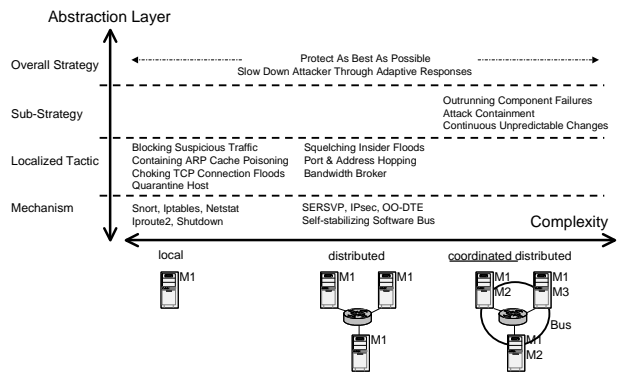 Abstraction Layer
Overall Strategy
Protect As Best As Possible
Slow Down Attacker Through Adaptive Responses
Sub-Strategy
Outrunning Component Failures
Attack Containment
Continuous Unpredictable Changes
Localized Tactic
Blocking Suspicious Traffic
Containing ARP Cache Poisoning
Choking TCP Connection Floods
Quarantine Host
Squelching Insider Floods
Port & Address Hopping
Bandwidth Broker
Mechanism
Snort, Iptables, Netstat
Iproute2, Shutdown
SERSVP, IPsec, OO-DTE
Self-stabilizing Software Bus
Complexity
local
distributed
coordinated distributed
M1
M1
M1
M1
M1
M2
M1
M3
Bus
M1
M2